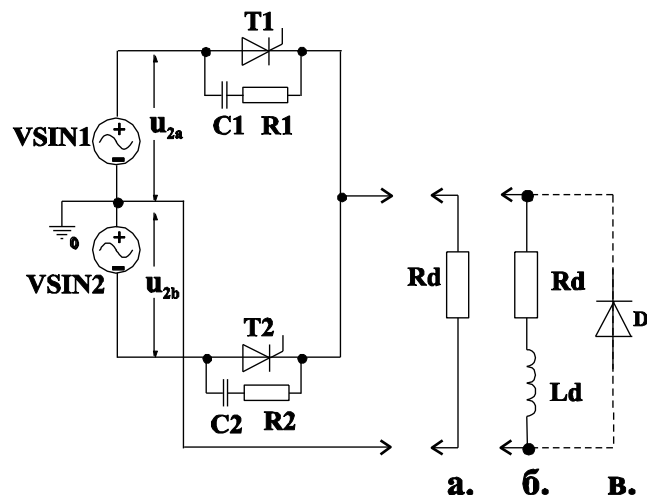 T1
C1 R1
VSIN1
+
-
u2a
0
VSIN2
+
-
u2b
T2
C2 R2
Rd
Rd
Ld
D
а. б. в.